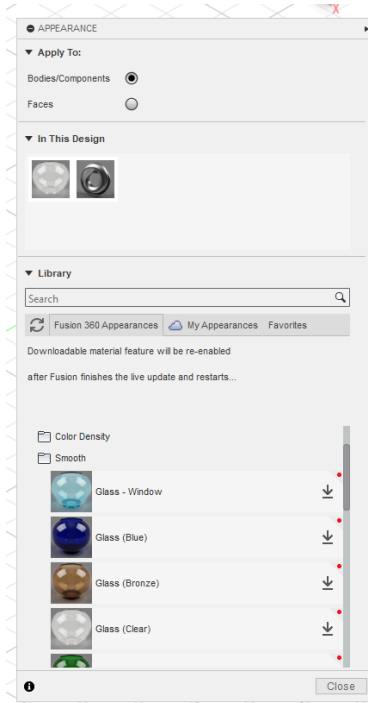 X
APPEARANCE
Apply To:
Bodies/Components
Faces
In This Design
Library
Search
Fusion 360 Appearances My Appearances Favorites
Downloadable material feature will be re-enabled
after Fusion finishes the live update and restarts...
Color Density
Smooth
Glass - Window
Glass (Blue)
Glass (Bronze)
Glass (Clear)
Close